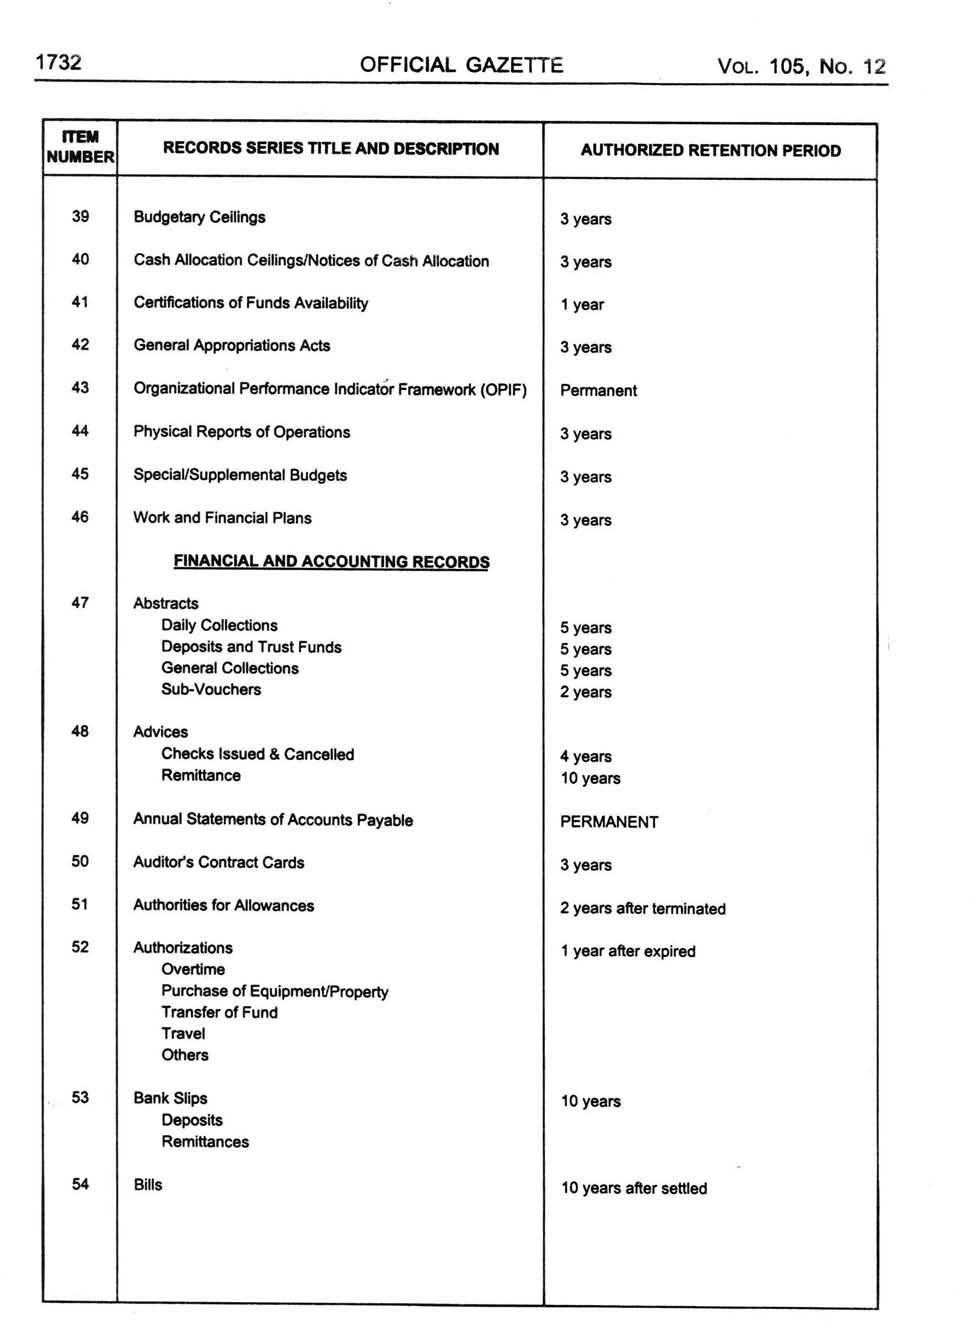 1732 OFFICIAL GAZETTE VOL. 105, NO. 12
ITEM NUMBER RECORDS SERIES TITLE AND DESCRIPTION AUTHORIZED RETENTION PERIOD
39 Budgetary Ceilings 3 years
40 Cash Allocation Ceilings/Notices of Cash Allocation 3 years
41 Certifications of Funds Availability 1 year
42 General Appropriations Acts 3 years
43 Organizational Performance Indicator Framework (OPIF) Permanent
44 Physical Reports of Operations 3 years
45 Special/Supplemental Budgets 3 years
46 Work and Financial Plans 3 years
FINANCIAL AND ACCOUNTING RECORDS
47 Abstracts
Daily Collections 5 years
Deposits and Trust Funds 5 years
General Collections 5 years
Sub-Vouchers 2 years
48 Advices
Checks Issued & Cancelled 4 years
Remittance 10 years
49 Annual Statements of Accounts Payable PERMANENT
50 Auditor's Contract Cards 3 years
51 Authorities for Allowances 2 years after terminated
52 Authorizations 1 year after expired
Overtime
Purchase of Equipment/Property
Transfer of Fund
Travel
Others
53 Bank Slips 10 years
Deposits
Remittances
54 Bills 10 years after settled